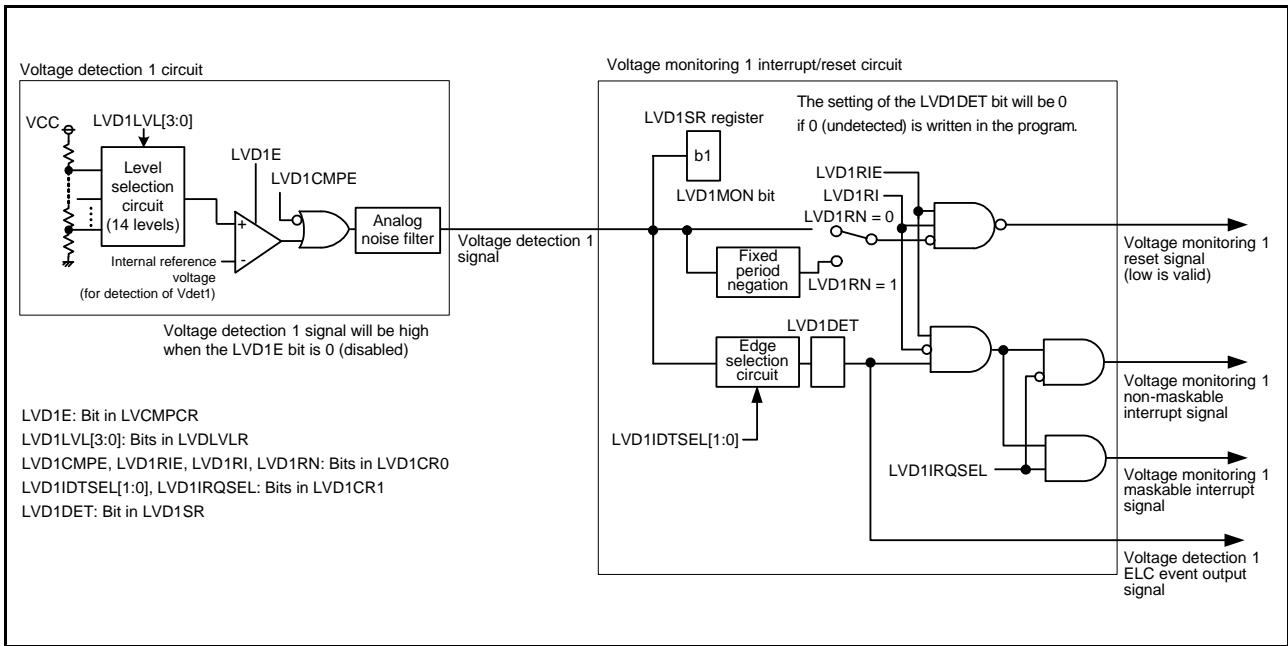 Voltage detection 1 circuit
VCC
LVD1LVL[3:0]
Level
selection
circuit
(14 levels)
LVD1E
LVD1CMPE
+
-
Internal reference
voltage
(for detection of Vdet1)
Analog
noise filter
Voltage detection 1
signal
Voltage detection 1 signal will be high
when the LVD1E bit is 0 (disabled)
Voltage monitoring 1 interrupt/reset circuit
The setting of the LVD1DET bit will be 0
if 0 (undetected) is written in the program.
LVD1SR register
b1
LVD1MON bit
LVD1RIE
LVD1RI
LVD1RN = 0
Fixed
period
negation
LVD1RN = 1
LVD1DET
Edge
selection
circuit
LVD1IDTSEL[1:0]
LVD1IRQSEL
Voltage monitoring 1
reset signal
(low is valid)
Voltage monitoring 1
non-maskable
interrupt signal
Voltage monitoring 1
maskable interrupt
signal
Voltage detection 1
ELC event output
signal
LVD1E: Bit in LVCMPCR
LVD1LVL[3:0]: Bits in LVDLVLR
LVD1CMPE, LVD1RIE, LVD1RI, LVD1RN: Bits in LVD1CR0
LVD1IDTSEL[1:0], LVD1IRQSEL: Bits in LVD1CR1
LVD1DET: Bit in LVD1SR